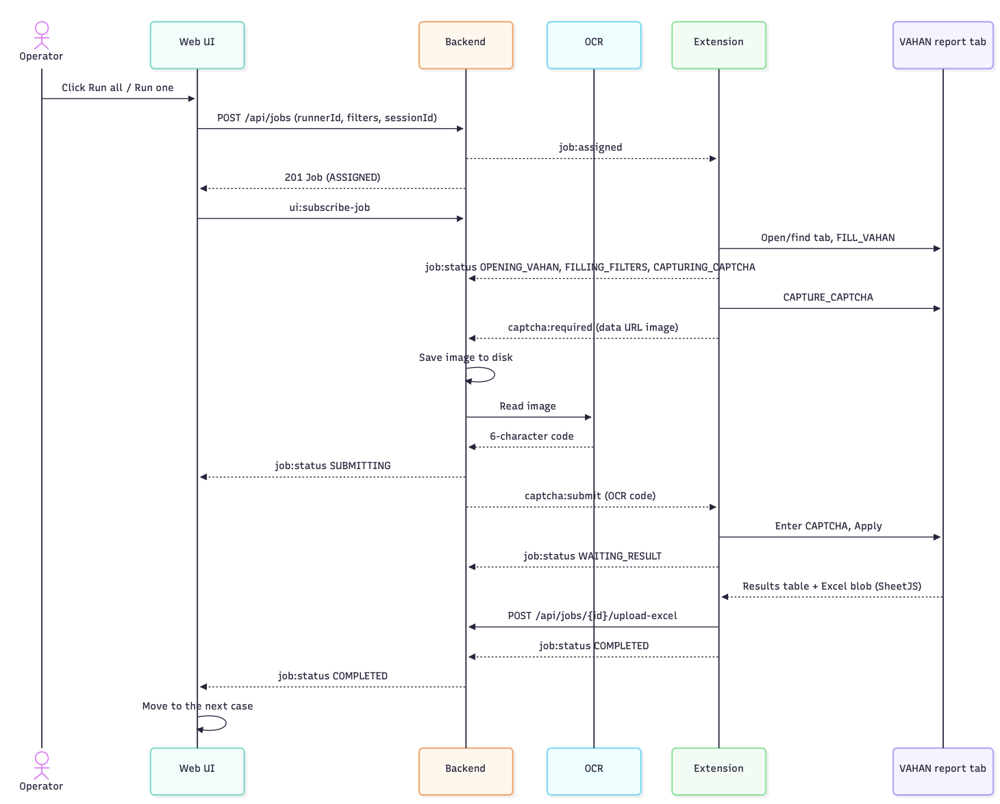 Operator
Web UI
Backend
OCR
Extension
VAHAN report tab
Click Run all / Run one
POST /api/jobs (runnerId, filters, sessionId)
job:assigned
201 Job (ASSIGNED)
ui:subscribe-job
Open/find tab, FILL_VAHAN
job:status OPENING_VAHAN, FILLING_FILTERS, CAPTURING_CAPTCHA
CAPTURE_CAPTCHA
captcha:required (data URL image)
Save image to disk
Read image
6-character code
job:status SUBMITTING
captcha:submit (OCR code)
Enter CAPTCHA, Apply
job:status WAITING_RESULT
Results table + Excel blob (SheetJS)
POST /api/jobs/{id}/upload-excel
job:status COMPLETED
job:status COMPLETED
Move to the next case
Operator
Web UI
Backend
OCR
Extension
VAHAN report tab